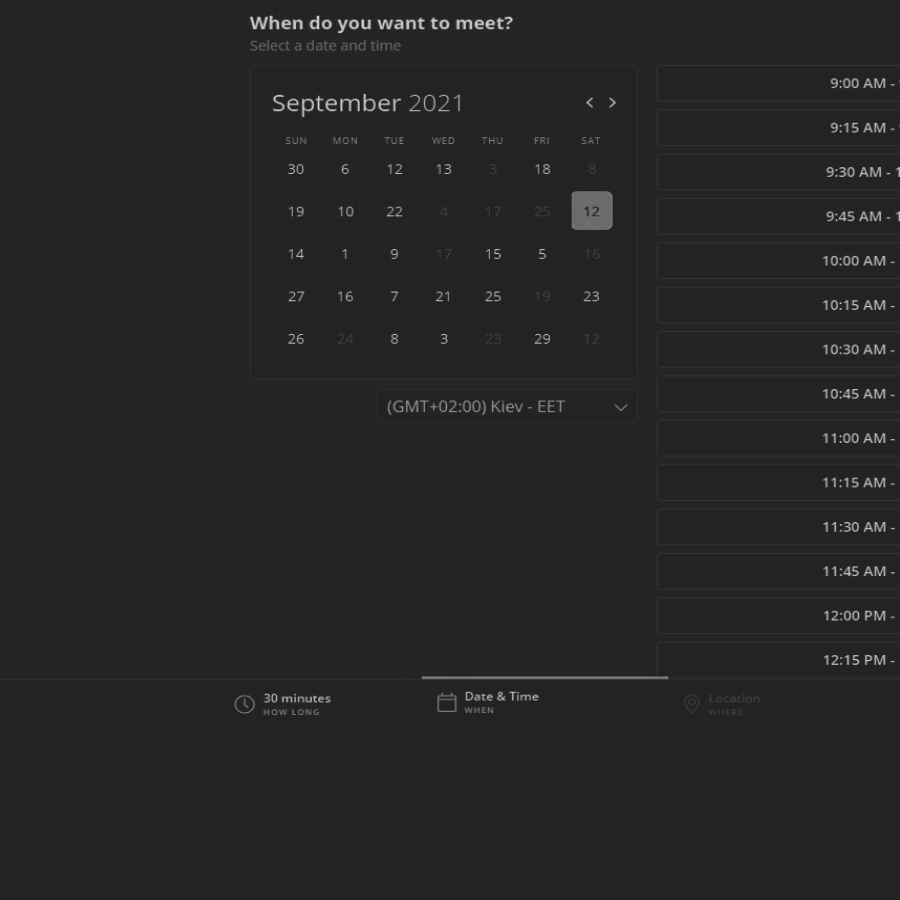 When do you want to meet?
Select a date and time
September 2021
SUN MON TUE WED THU FRI SAT
30 6 12 13 3 18 8
19 10 22 4 17 25 12
14 1 9 17 15 5 16
27 16 7 21 25 19 23
26 24 8 3 23 29 12
(GMT+02:00) Kiev - EET
9:00 AM -
9:15 AM -
9:30 AM - 1
9:45 AM - 1
10:00 AM -
10:15 AM -
10:30 AM -
10:45 AM -
11:00 AM -
11:15 AM -
11:30 AM -
11:45 AM -
12:00 PM -
12:15 PM -
30 minutes
HOW LONG
Date & Time
WHEN
Location
WHERE